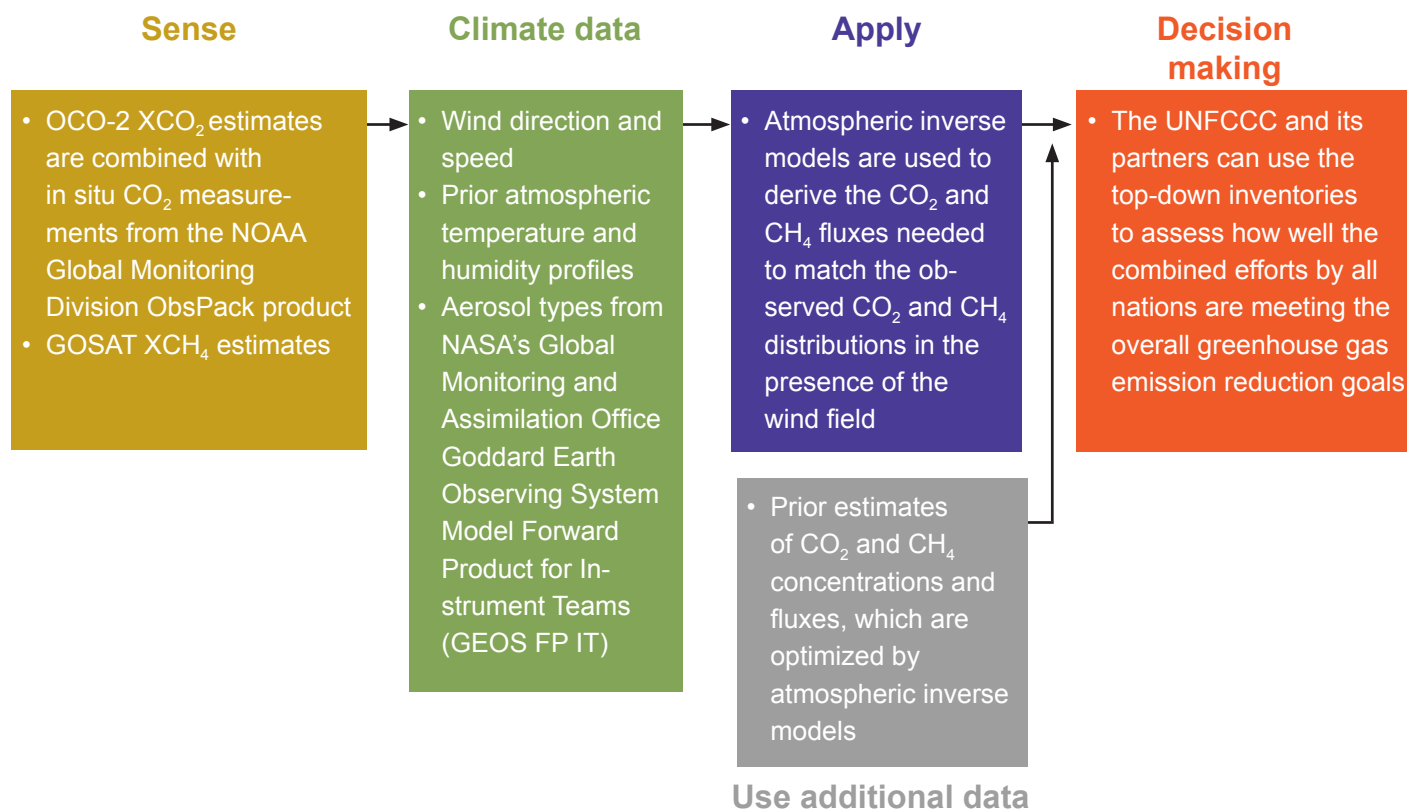 Sense
• OCO-2 XCO₂ estimates
are combined with
in situ CO₂ measure-
ments from the NOAA
Global Monitoring
Division ObsPack product
• GOSAT XCH₄ estimates
Climate data
• Wind direction and
speed
• Prior atmospheric
temperature and
humidity profiles
• Aerosol types from
NASA’s Global
Monitoring and
Assimilation Office
Goddard Earth
Observing System
Model Forward
Product for In-
strument Teams
(GEOS FP IT)
Apply
• Atmospheric inverse
models are used to
derive the CO₂ and
CH₄ fluxes needed
to match the ob-
served CO₂ and CH₄
distributions in the
presence of the
wind field
• Prior estimates
of CO₂ and CH₄
concentrations and
fluxes, which are
optimized by
atmospheric inverse
models
Use additional data
Decision
making
• The UNFCCC and its
partners can use the
top-down inventories
to assess how well the
combined efforts by all
nations are meeting the
overall greenhouse gas
emission reduction goals